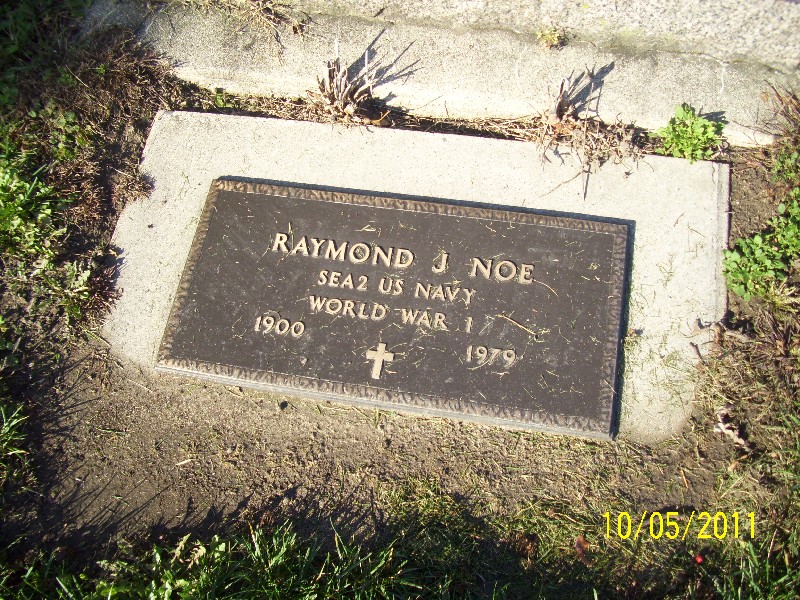 RAYMOND J NOE
SEA2 US NAVY
WORLD WAR I
1900 1979
10/05/2011